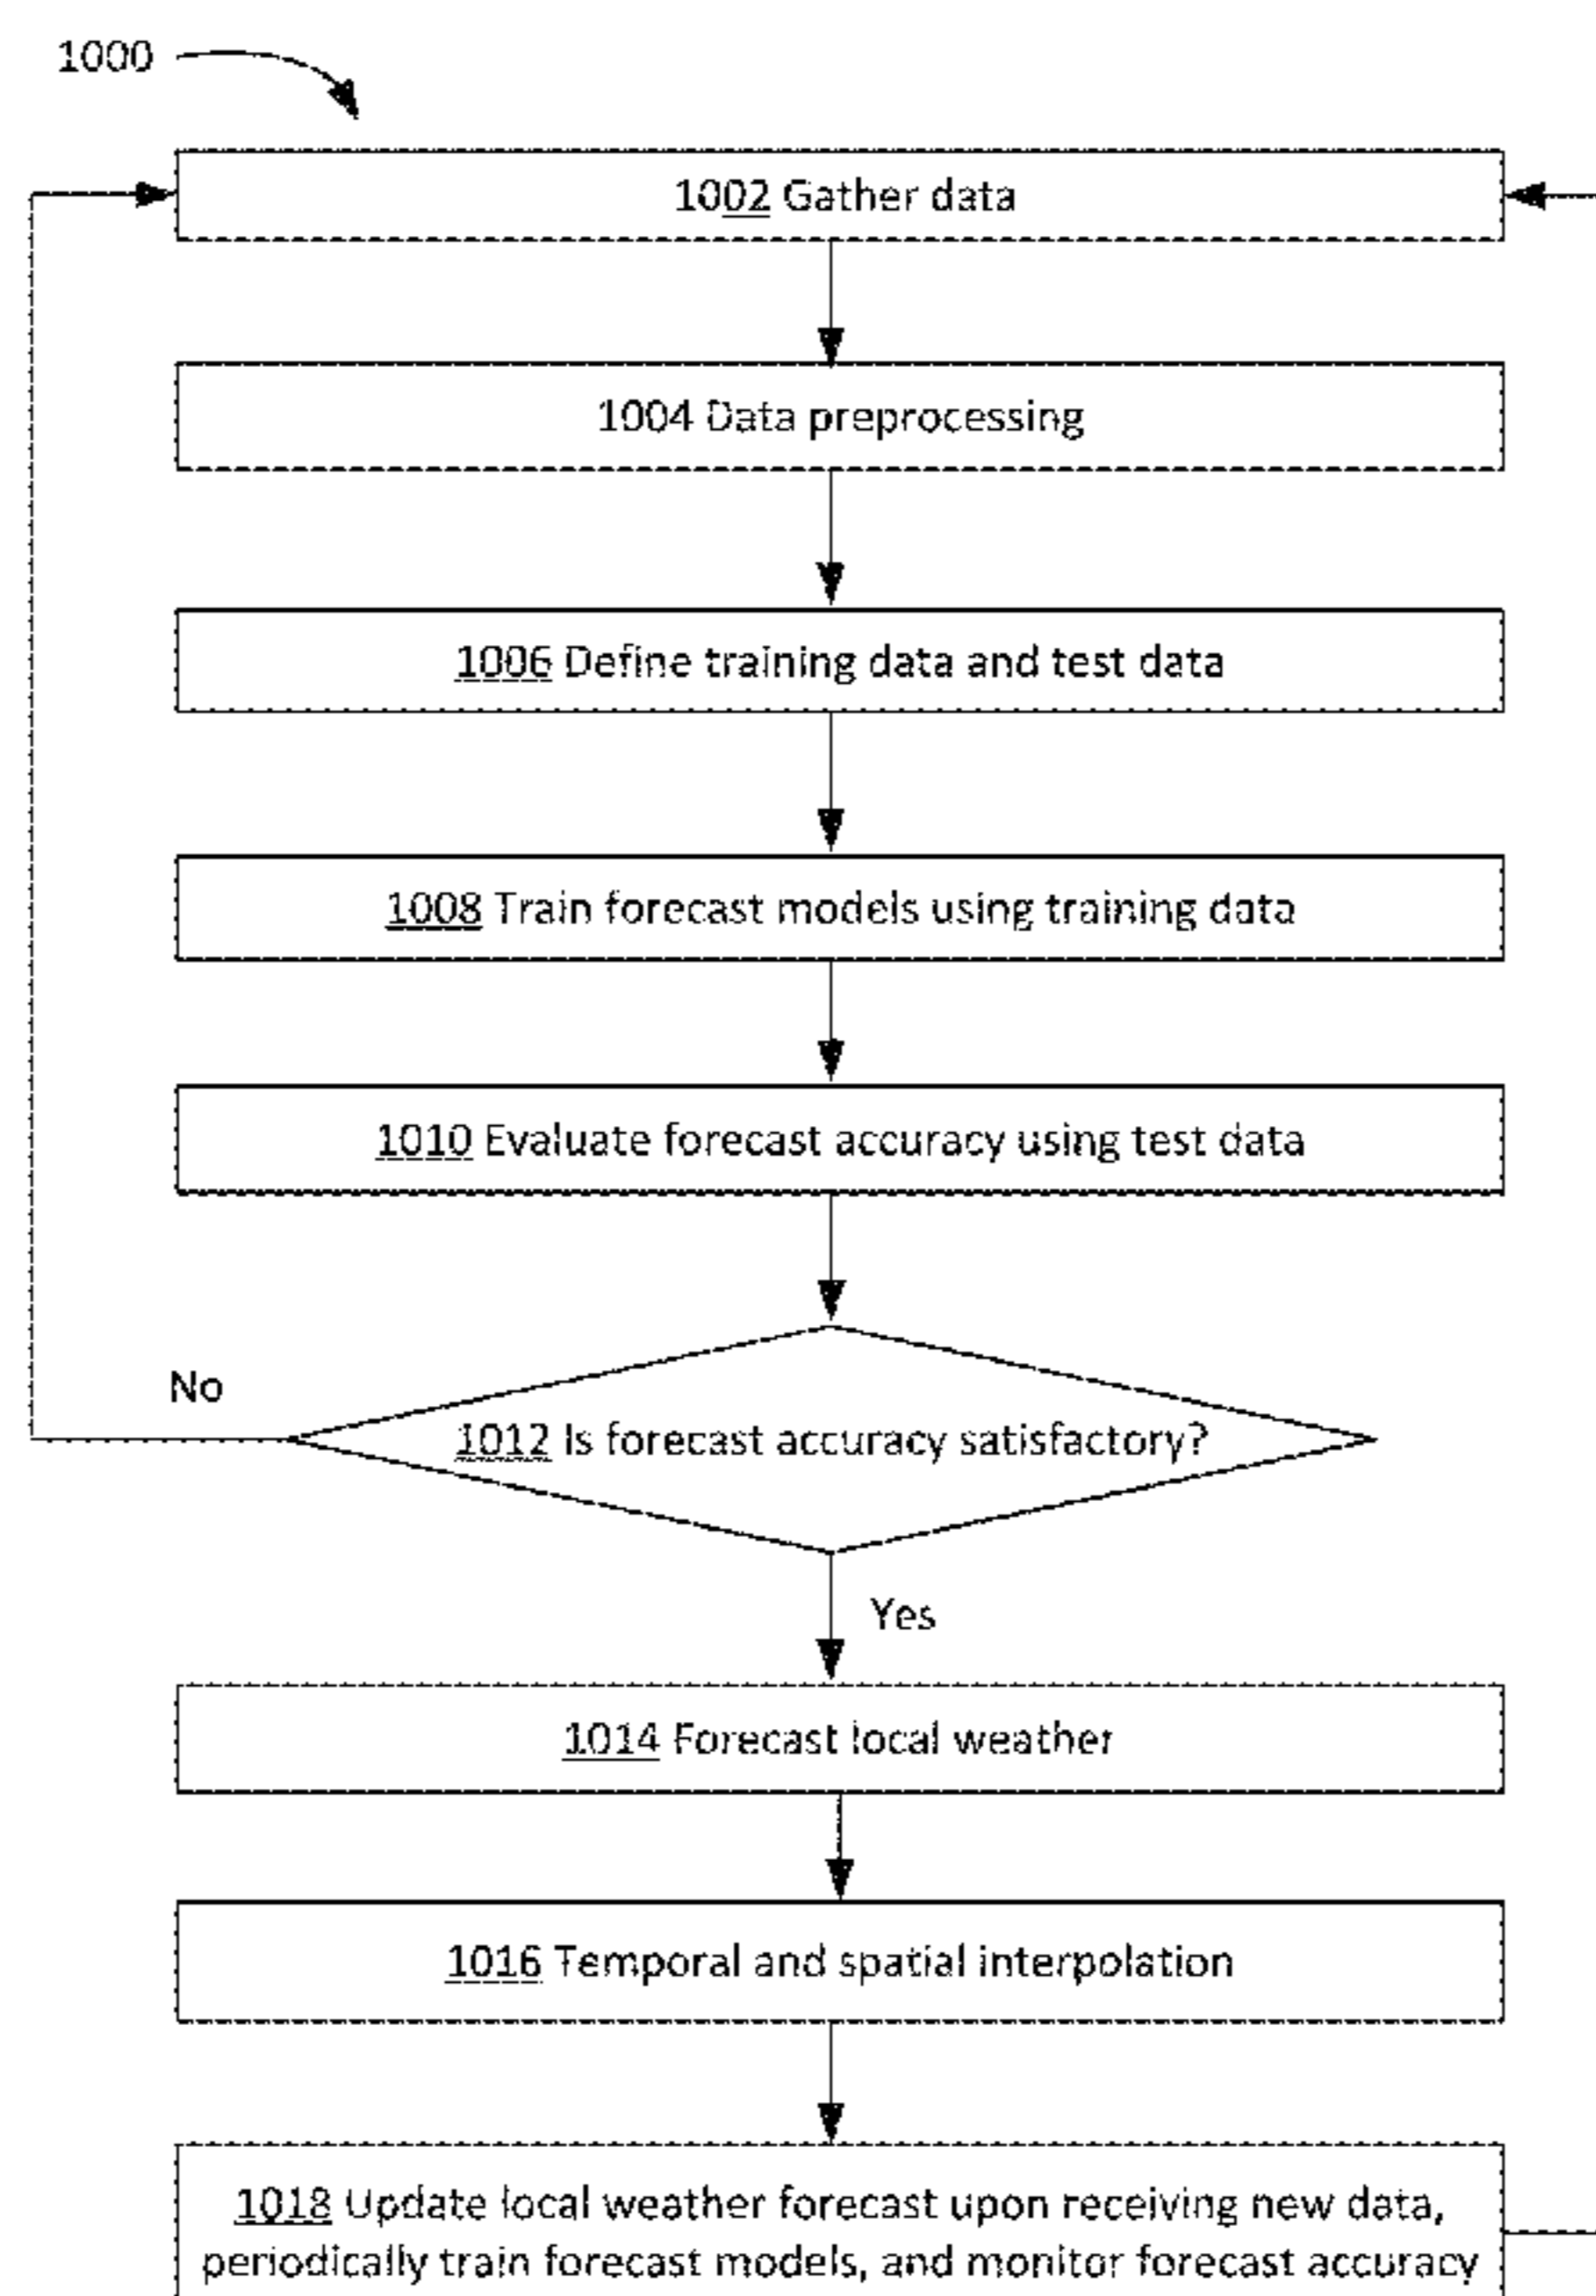 1000
1002 Gather data
1004 Data preprocessing
1006 Define training data and test data
1008 Train forecast models using training data
1010 Evaluate forecast accuracy using test data
No
1012 Is forecast accuracy satisfactory?
Yes
1014 Forecast local weather
1016 Temporal and spatial interpolation
1018 Update local weather forecast upon receiving new data,
periodically train forecast models, and monitor forecast accuracy